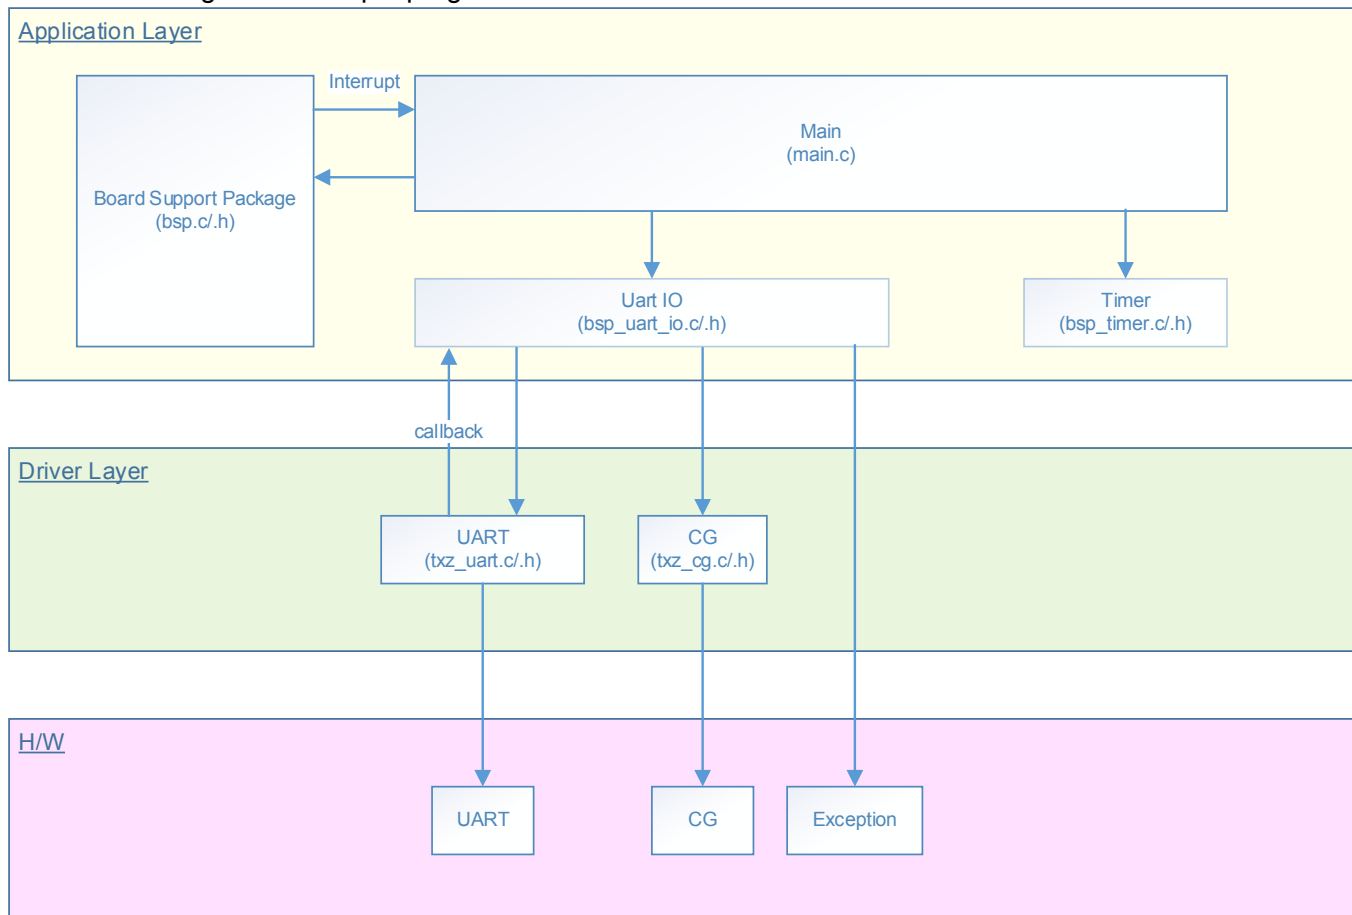 Application Layer
Interrupt
Main
(main.c)
Board Support Package
(bsp.c/.h)
Uart IO
(bsp_uart_io.c/.h)
Timer
(bsp_timer.c/.h)
callback
Driver Layer
UART
(txz_uart.c/.h)
CG
(txz_cg.c/.h)
H/W
UART
CG
Exception